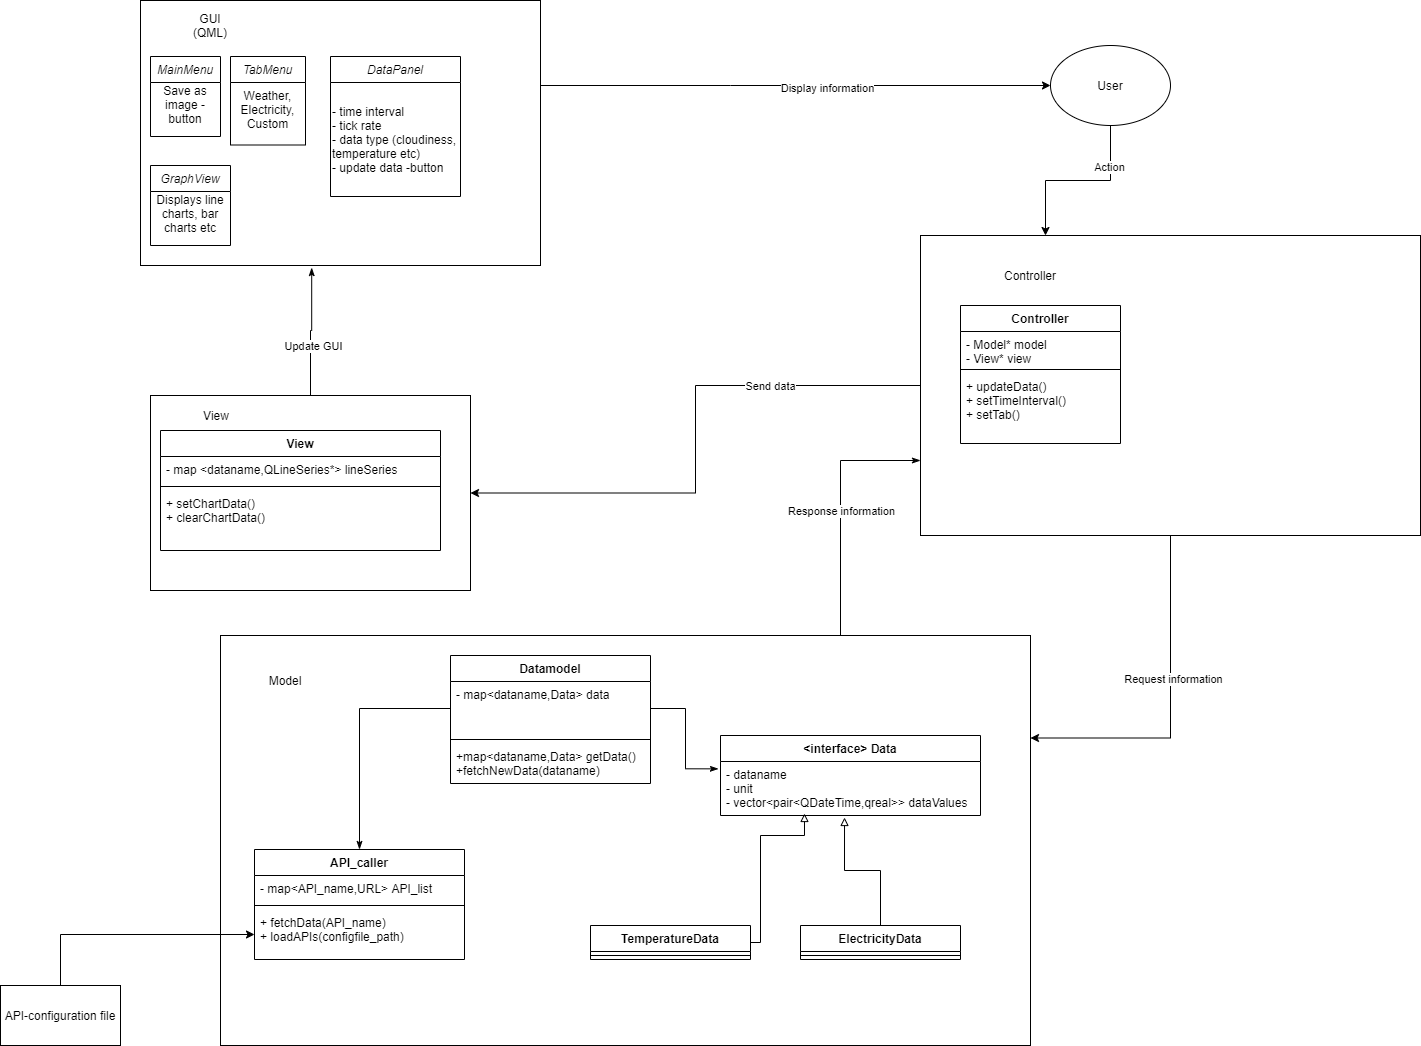 GUI
(QML)
MainMenu
Save as
image -
button
TabMenu
Weather,
Electricity,
Custom
DataPanel
- time interval
- tick rate
- data type (cloudiness,
temperature etc)
- update data -button
GraphView
Displays line
charts, bar
charts etc
Display information
User
Action
Controller
Controller
- Model* model
- View* view
+ updateData()
+ setTimeInterval()
+ setTab()
Update GUI
Send data
View
View
- map <dataname,QLineSeries*> lineSeries
+ setChartData()
+ clearChartData()
Response information
Request information
Model
Datamodel
- map<dataname,Data> data
+map<dataname,Data> getData()
+fetchNewData(dataname)
<interface> Data
- dataname
- unit
- vector<pair<QDateTime,qreal>> dataValues
API_caller
- map<API_name,URL> API_list
+ fetchData(API_name)
+ loadAPIs(configfile_path)
TemperatureData
ElectricityData
API-configuration file